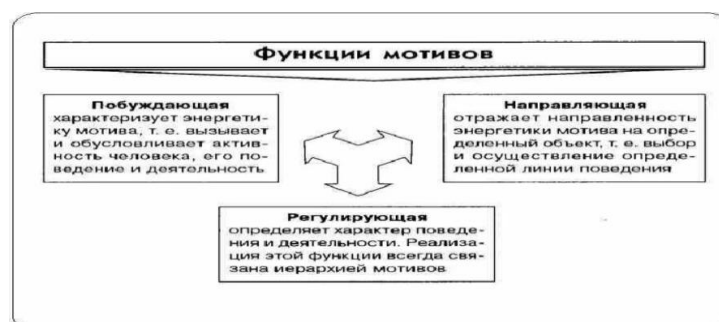 Функции мотивов
Побуждающая
характеризует энергети-
ку мотива, т. е. вызывает
и обусловливает актив-
ность человека, его по-
ведение и деятельность
Направляющая
отражает направленность
энергетики мотива на опре-
деленный объект, т. е. выбор
и осуществление опреде-
ленной линии поведения
Регулирующая
определяет характер поведе-
ния и деятельности. Реализа-
ция этой функции всегда свя-
зана иерархией мотивов